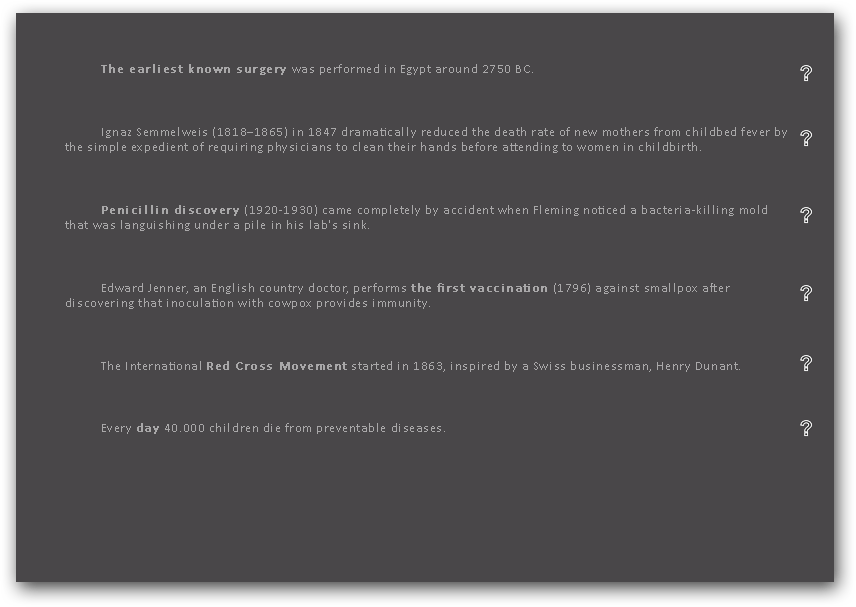 The earliest known surgery was performed in Egypt around 2750 BC.
?
Ignaz Semmelweis (1818–1865) in 1847 dramatically reduced the death rate of new mothers from childbed fever by
the simple expedient of requiring physicians to clean their hands before attending to women in childbirth.
?
Penicillin discovery (1920-1930) came completely by accident when Fleming noticed a bacteria-killing mold
that was languishing under a pile in his lab's sink.
?
Edward Jenner, an English country doctor, performs the first vaccination (1796) against smallpox after
discovering that inoculation with cowpox provides immunity.
?
The International Red Cross Movement started in 1863, inspired by a Swiss businessman, Henry Dunant.
?
Every day 40.000 children die from preventable diseases.
?